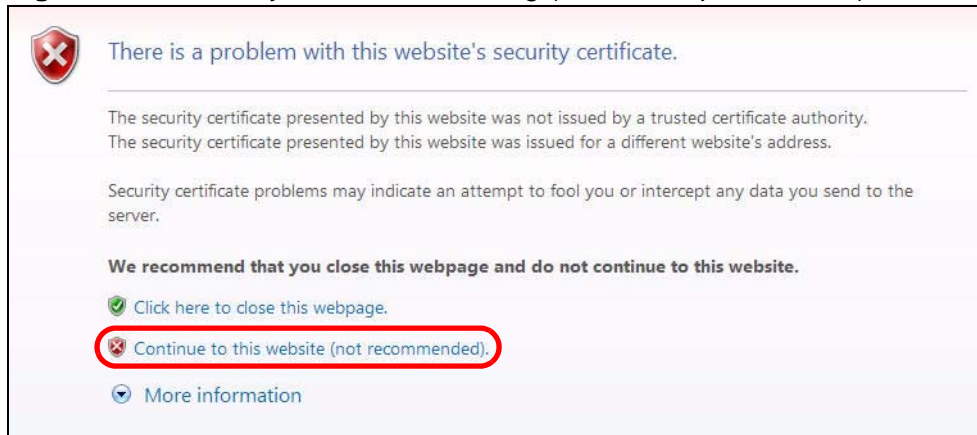 There is a problem with this website's security certificate.
The security certificate presented by this website was not issued by a trusted certificate authority.
The security certificate presented by this website was issued for a different website's address.
Security certificate problems may indicate an attempt to fool you or intercept any data you send to the
server.
We recommend that you close this webpage and do not continue to this website.
Click here to close this webpage.
Continue to this website (not recommended).
More information